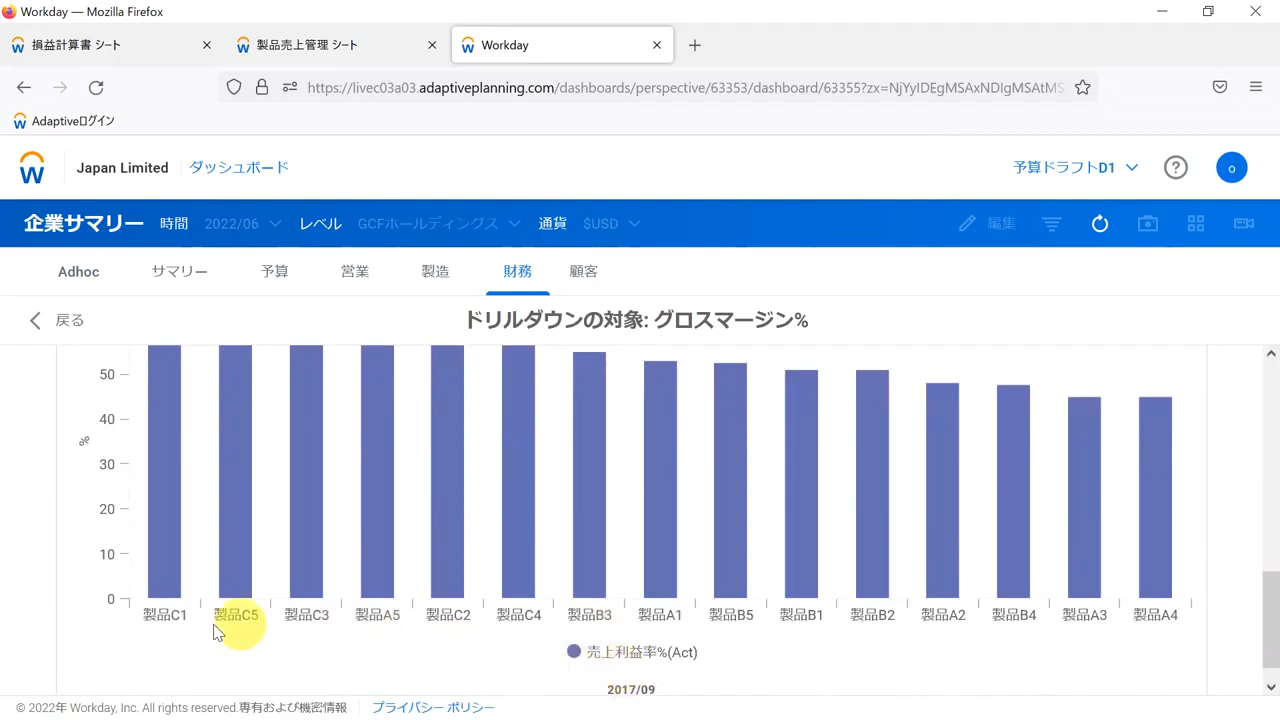 Workday — Mozilla Firefox
損益計算書 シート
製品売上管理 シート
Workday
https://livec03a03.adaptiveplanning.com/dashboards/perspective/63353/dashboard/63355?zx=NjYyIDEgMSAxNDIgMSAtMS
Adaptiveログイン
Japan Limited ダッシュボード
予算ドラフトD1
企業サマリー 時間 2022/06 レベル GCFホールディングス 通貨 $USD
編集
Adhoc サマリー 予算 営業 製造 財務 顧客
戻る
ドリルダウンの対象: グロスマージン%
50
40
%
30
20
10
0
製品C1 製品C5 製品C3 製品A5 製品C2 製品C4 製品B3 製品A1 製品B5 製品B1 製品B2 製品A2 製品B4 製品A3 製品A4
売上利益率%(Act)
2017/09
© 2022年 Workday, Inc. All rights reserved.専有および機密情報 プライバシー ポリシー